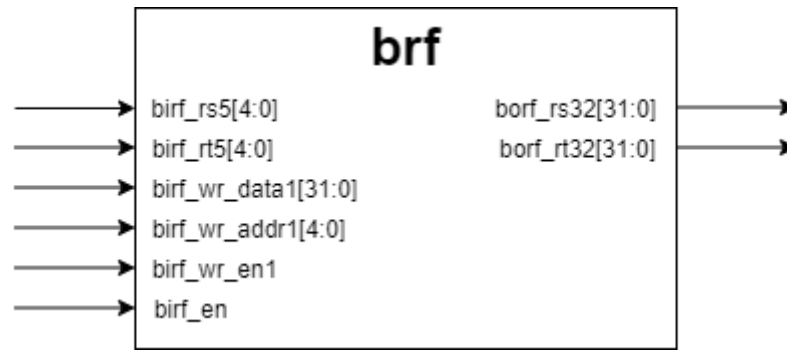 brf
birf_rs5[4:0] borf_rs32[31:0]
birf_rt5[4:0] borf_rt32[31:0]
birf_wr_data1[31:0]
birf_wr_addr1[4:0]
birf_wr_en1
birf_en